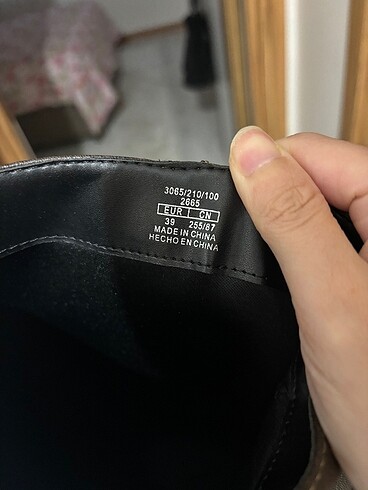 3065/210/100
2665
EUR CN
39 255/87
MADE IN CHINA
HECHO EN CHINA